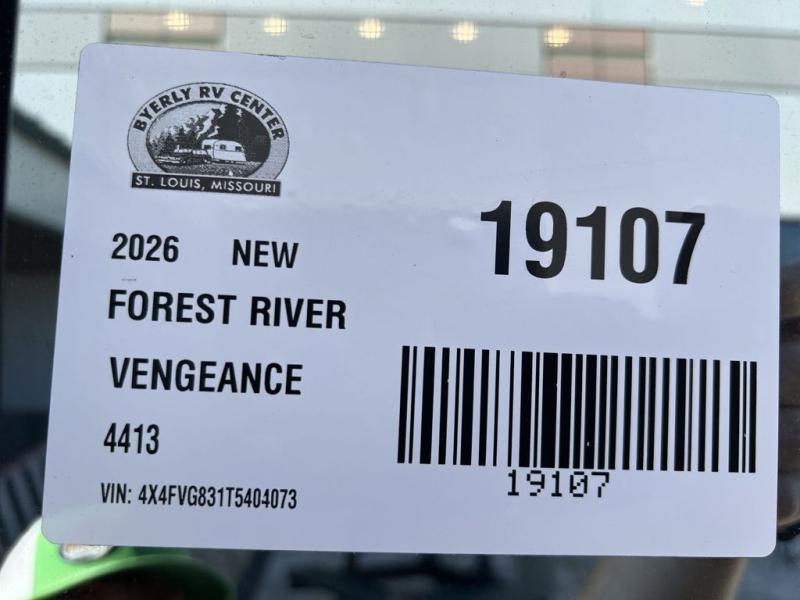 BYERLY RV CENTER
ST. LOUIS, MISSOURI
19107
2026 NEW
FOREST RIVER
VENGEANCE
4413
VIN: 4X4FVG831T5404073
19107